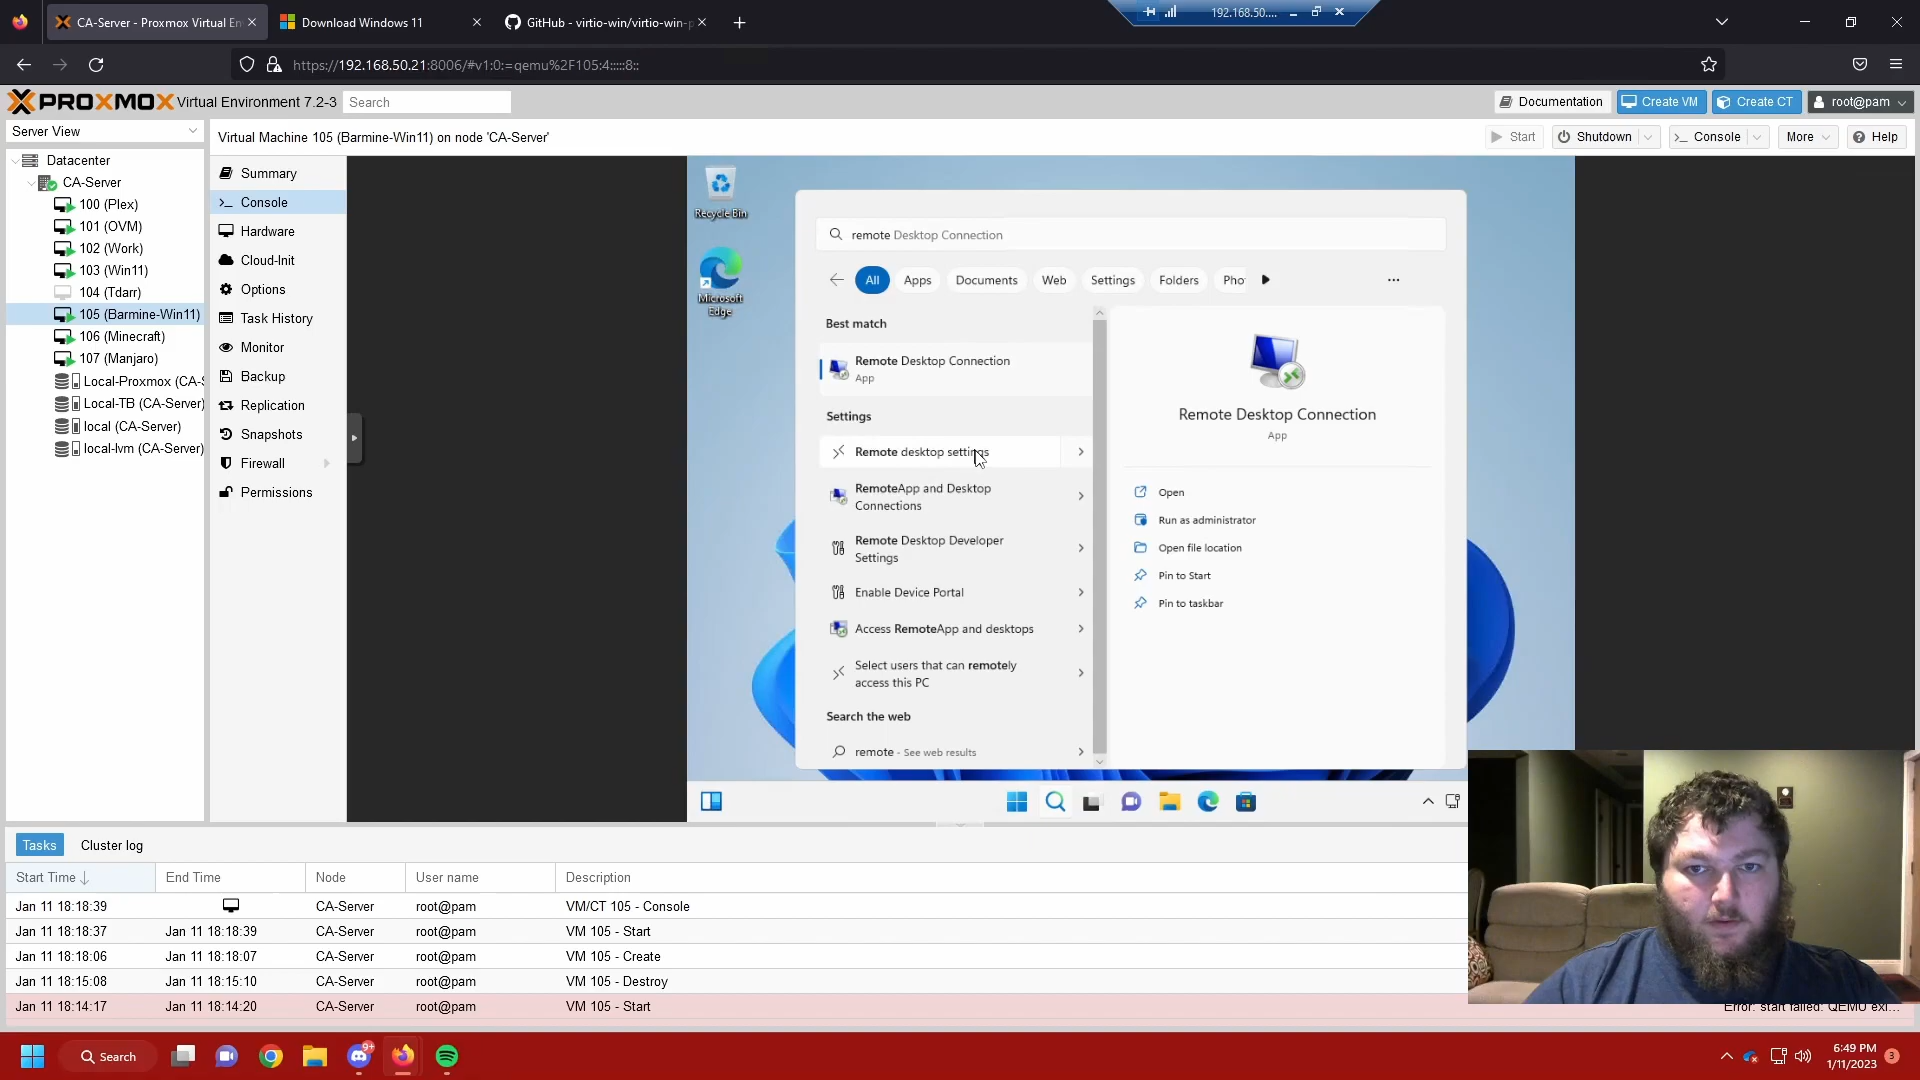 CA-Server - Proxmox Virtual En
Download Windows 11
GitHub - virtio-win/virtio-win-p
192.168.50....
https://192.168.50.21:8006/#v1:0:=qemu%2F105:4:::::8::
PROXMOX Virtual Environment 7.2-3
Search
Documentation
Create VM
Create CT
root@pam
Server View
Virtual Machine 105 (Barmine-Win11) on node 'CA-Server'
Start
Shutdown
Console
More
Help
Datacenter
CA-Server
100 (Plex)
101 (OVM)
102 (Work)
103 (Win11)
104 (Tdarr)
105 (Barmine-Win11)
106 (Minecraft)
107 (Manjaro)
Local-Proxmox (CA-S
Local-TB (CA-Server)
local (CA-Server)
local-lvm (CA-Server)
Summary
Console
Hardware
Cloud-Init
Options
Task History
Monitor
Backup
Replication
Snapshots
Firewall
Permissions
Recycle Bin
Microsoft
Edge
remote Desktop Connection
All
Apps
Documents
Web
Settings
Folders
Pho
Best match
Remote Desktop Connection
App
Settings
Remote desktop settings
RemoteApp and Desktop
Connections
Remote Desktop Developer
Settings
Enable Device Portal
Access RemoteApp and desktops
Select users that can remotely
access this PC
Search the web
remote - See web results
Remote Desktop Connection
App
Open
Run as administrator
Open file location
Pin to Start
Pin to taskbar
Tasks
Cluster log
Start Time
End Time
Node
User name
Description
Jan 11 18:18:39
CA-Server
root@pam
VM/CT 105 - Console
Jan 11 18:18:37
Jan 11 18:18:39
CA-Server
root@pam
VM 105 - Start
Jan 11 18:18:06
Jan 11 18:18:07
CA-Server
root@pam
VM 105 - Create
Jan 11 18:15:08
Jan 11 18:15:10
CA-Server
root@pam
VM 105 - Destroy
Jan 11 18:14:17
Jan 11 18:14:20
CA-Server
root@pam
VM 105 - Start
Error: start failed: QEMU exi...
Search
9+
6:49 PM
1/11/2023
3